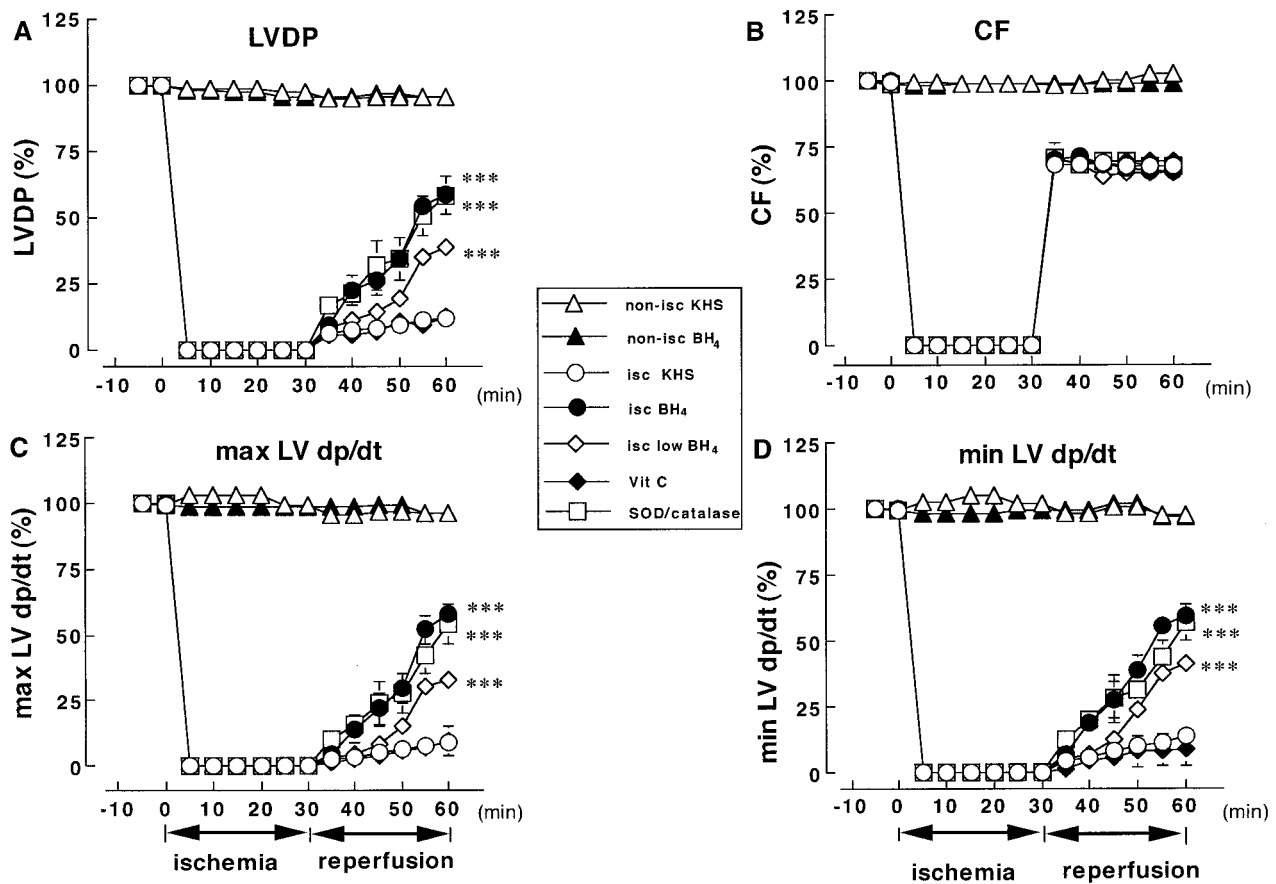 A
LVDP
LVDP (%)
125
100
75
50
25
0
***
***
***
-10 0 10 20 30 40 50 60 (min)
B
CF
CF (%)
125
100
75
50
25
0
-10 0 10 20 30 40 50 60 (min)
non-isc KHS
non-isc BH4
isc KHS
isc BH4
isc low BH4
Vit C
SOD/catalase
C
max LV dp/dt
max LV dp/dt (%)
125
100
75
50
25
0
***
***
***
-10 0 10 20 30 40 50 60 (min)
ischemia reperfusion
D
min LV dp/dt
min LV dp/dt (%)
125
100
75
50
25
0
***
***
***
-10 0 10 20 30 40 50 60 (min)
ischemia reperfusion